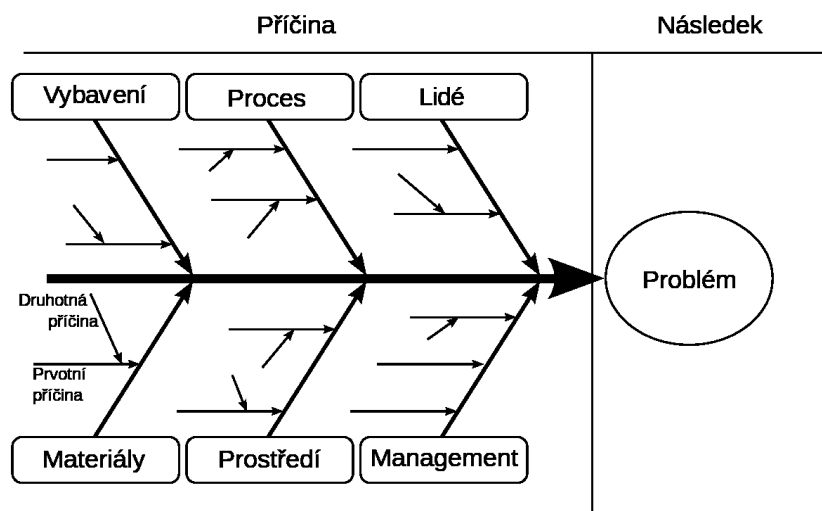 Příčina
Následek
Vybavení
Proces
Lidé
Problém
Druhotná
příčina
Prvotní
příčina
Materiály
Prostředí
Management